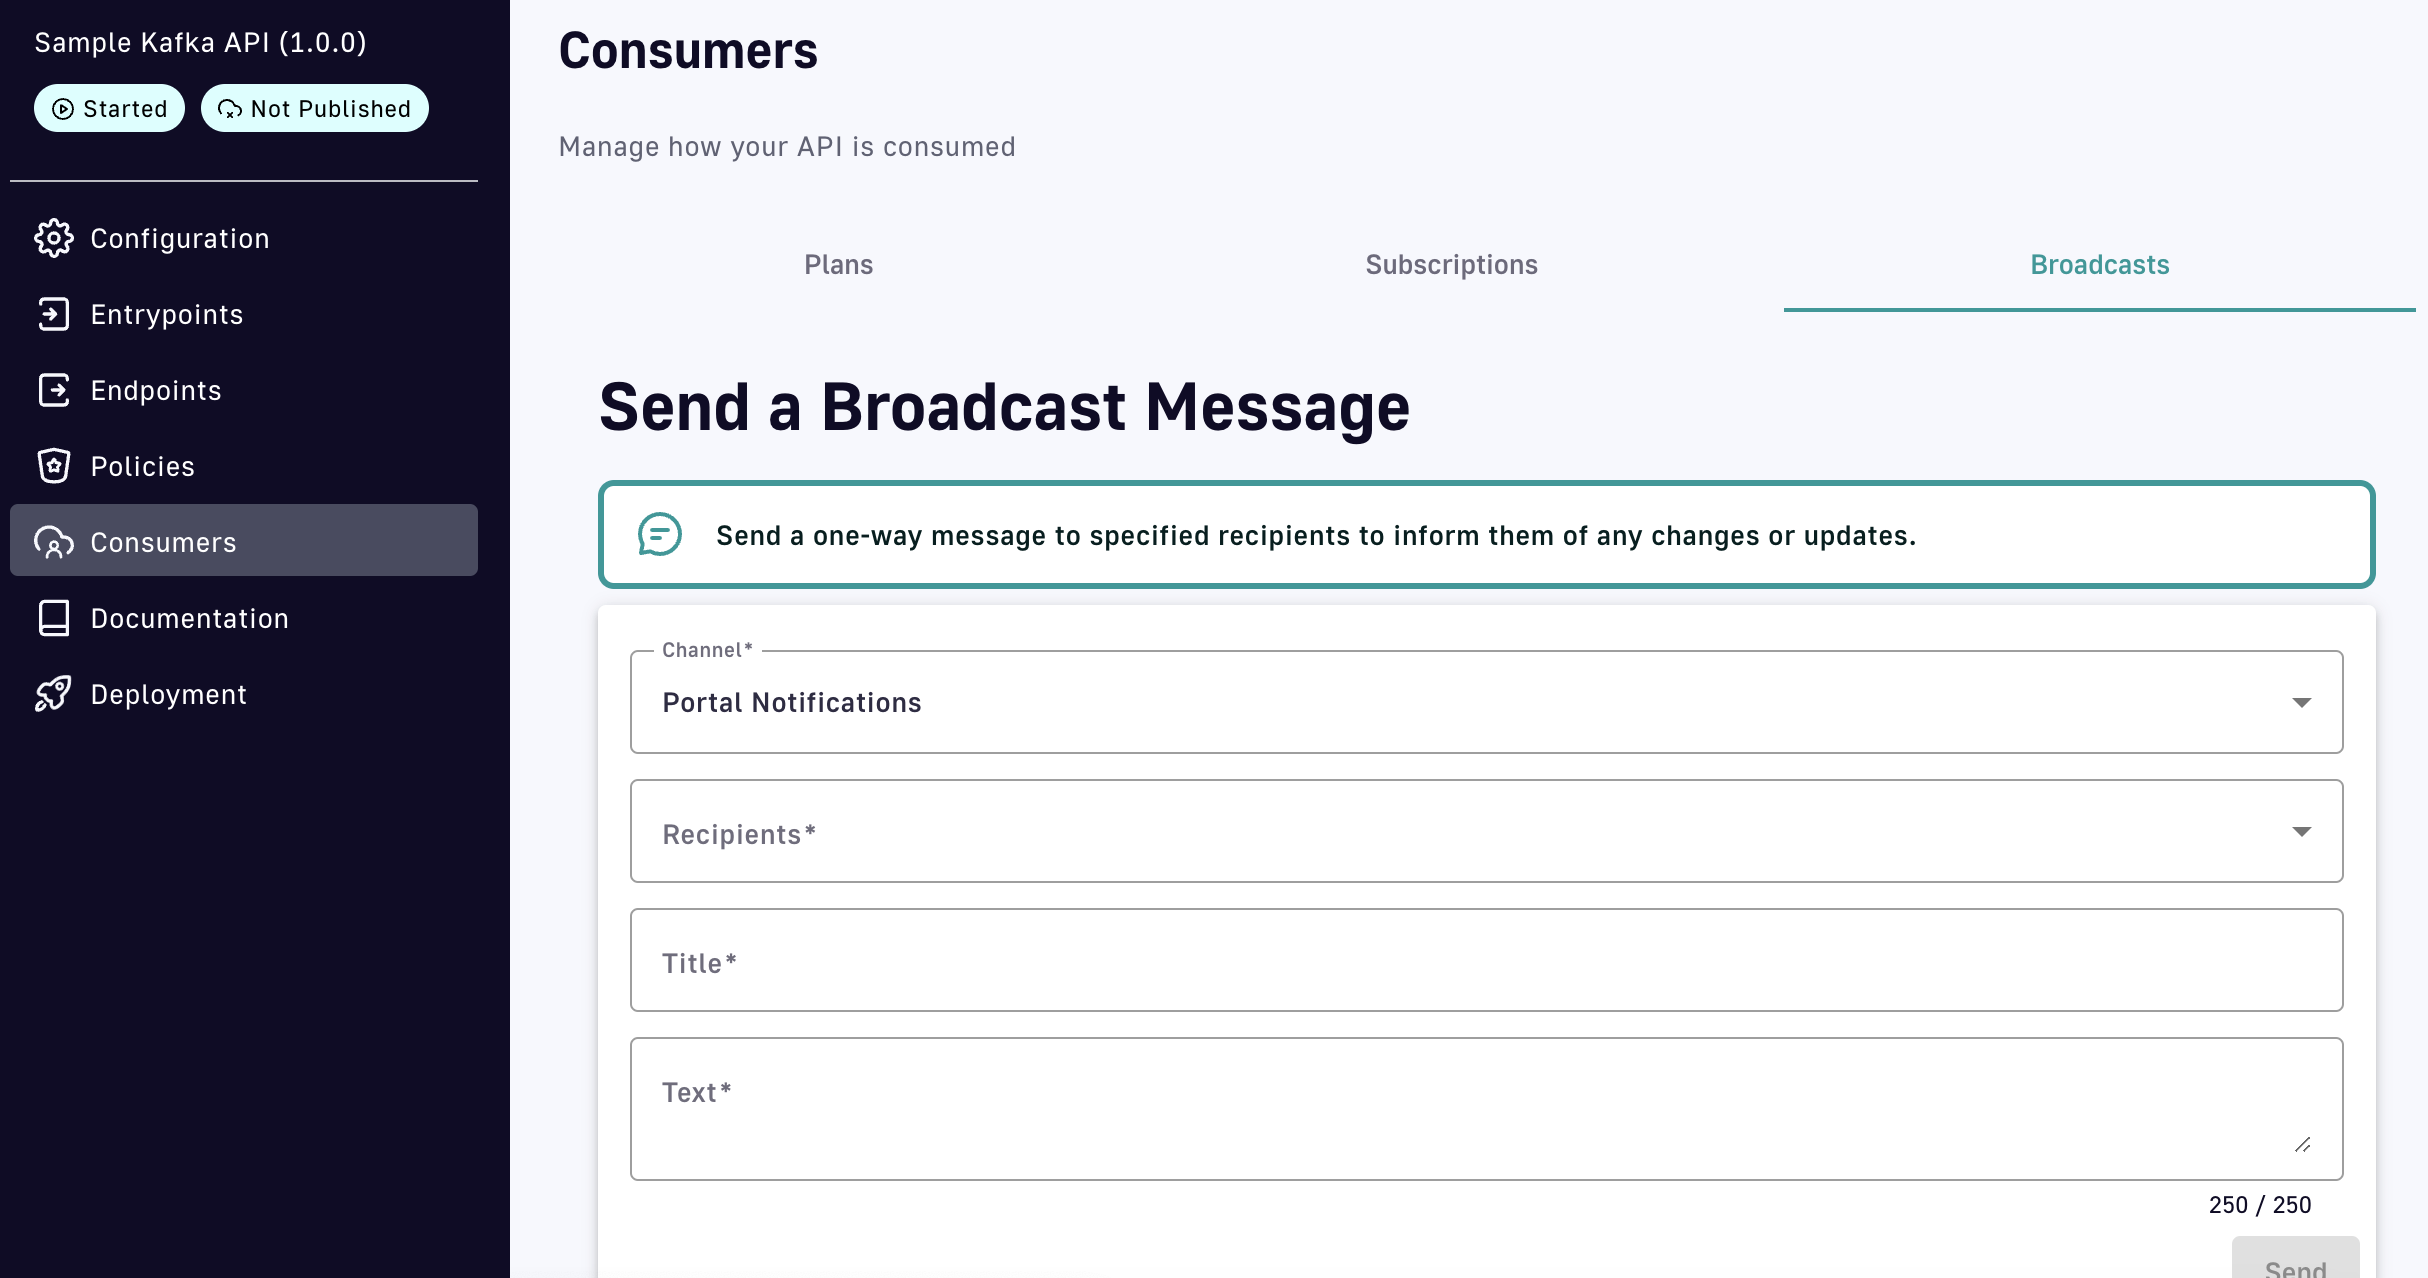 Sample Kafka API (1.0.0)
Started
Not Published
Configuration
Entrypoints
Endpoints
Policies
Consumers
Documentation
Deployment
Consumers
Manage how your API is consumed
Plans
Subscriptions
Broadcasts
Send a Broadcast Message
Send a one-way message to specified recipients to inform them of any changes or updates.
Channel*
Portal Notifications
Recipients*
Title*
Text*
250 / 250
Send